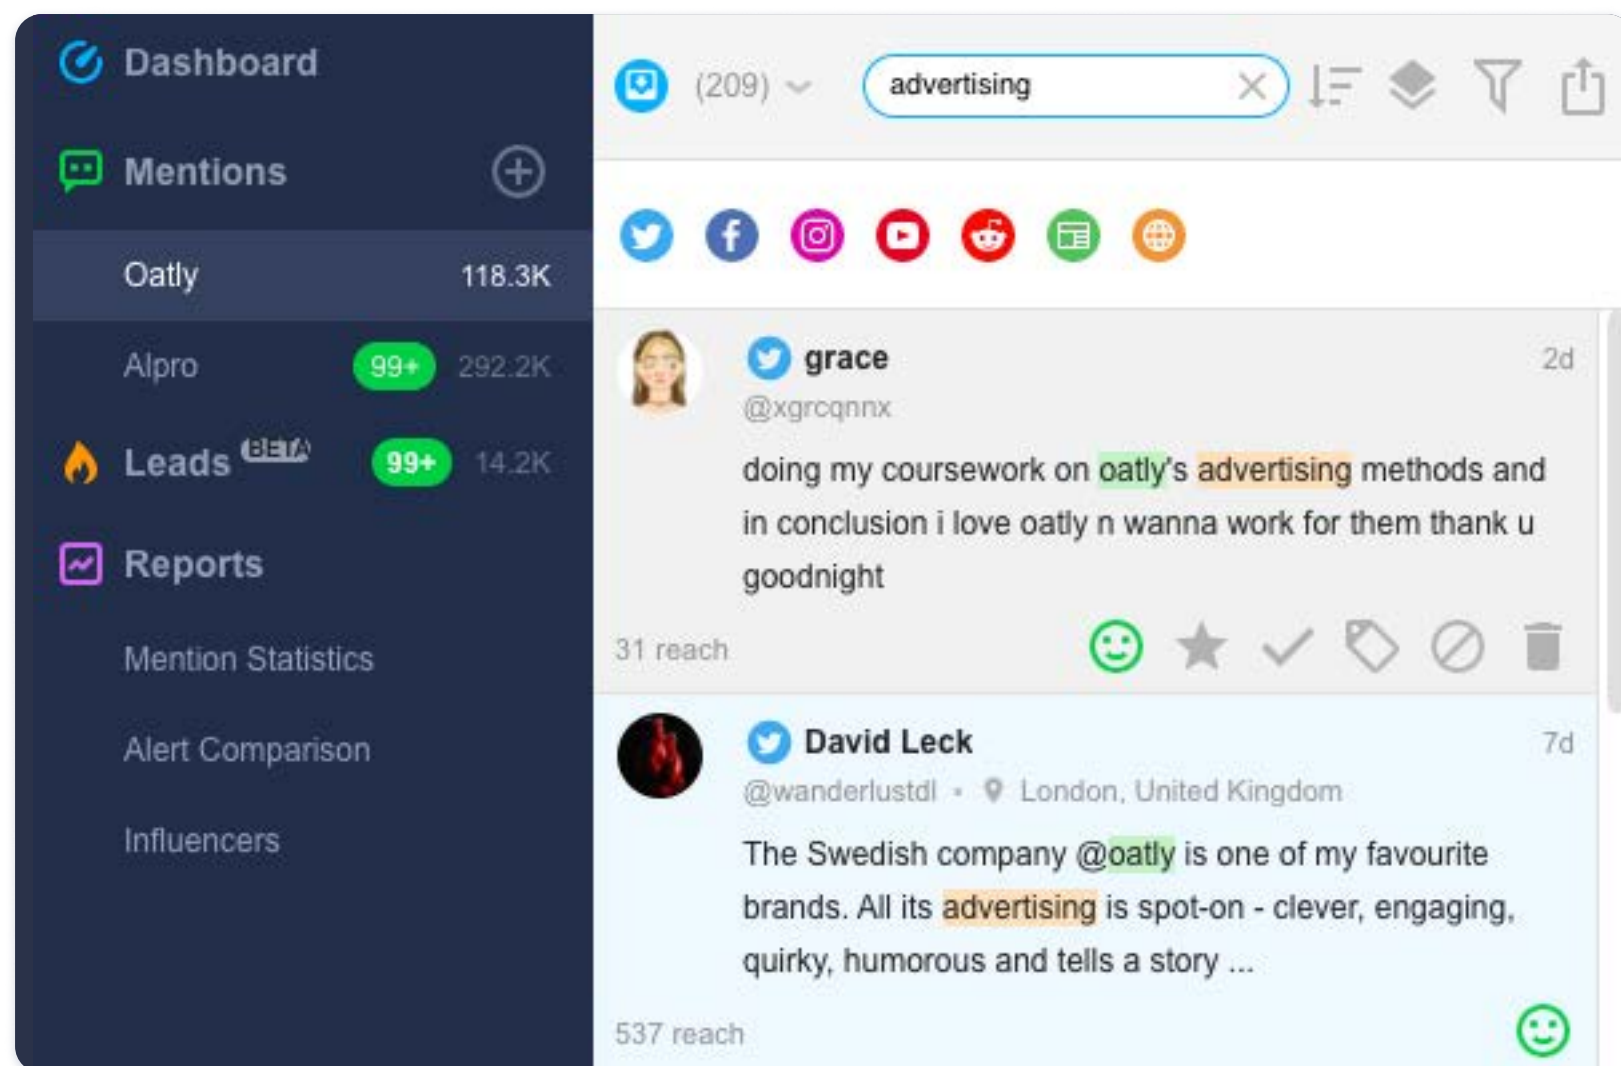 Dashboard
Mentions
Oatly 118.3K
Alpro 99+ 292.2K
Leads BETA 99+ 14.2K
Reports
Mention Statistics
Alert Comparison
Influencers
(209) advertising
grace 2d
@xgrcqnnx
doing my coursework on oatly's advertising methods and
in conclusion i love oatly n wanna work for them thank u
goodnight
31 reach
David Leck 7d
@wanderlustdl • London, United Kingdom
The Swedish company @oatly is one of my favourite
brands. All its advertising is spot-on - clever, engaging,
quirky, humorous and tells a story ...
537 reach